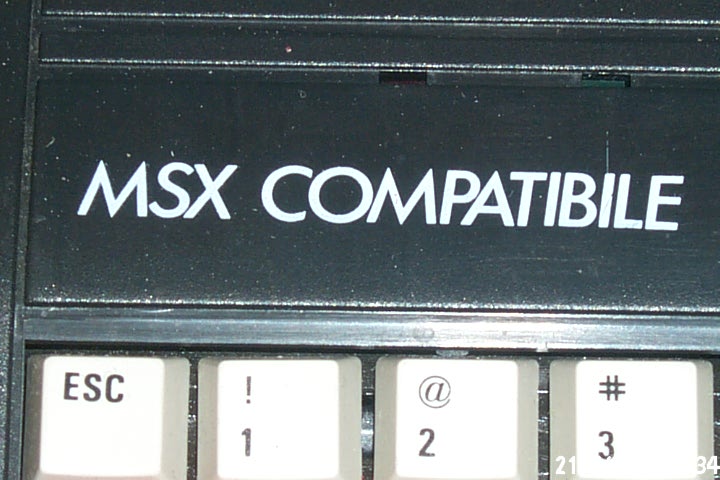 MSX COMPATIBILE
ESC ! @ #
1 2 3